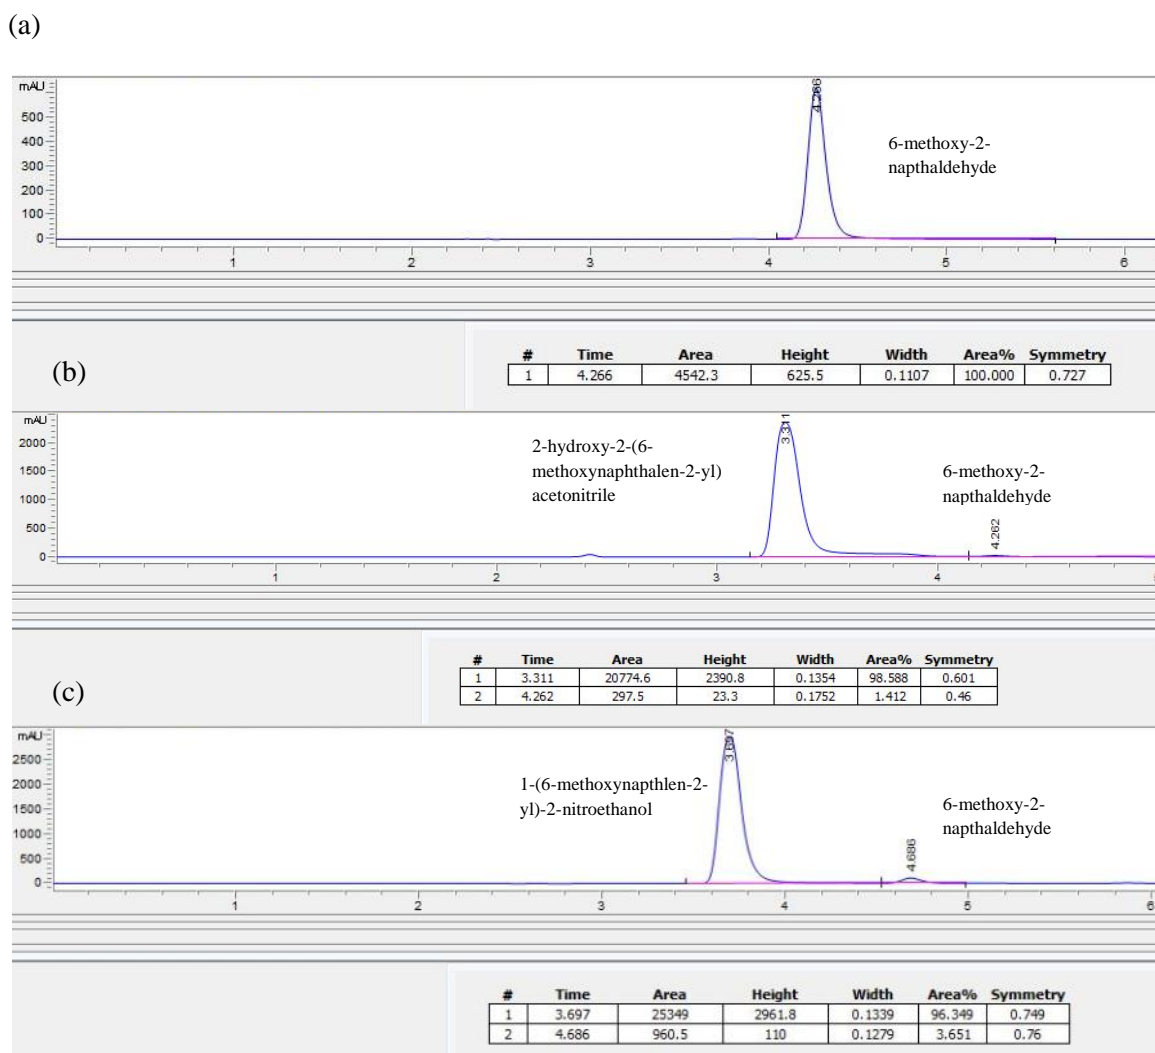 (a)
mAU
4.266
500
400
300
200
100
0
6-methoxy-2-
napthaldehyde
1 2 3 4 5 6
# Time Area Height Width Area% Symmetry
1 4.266 4542.3 625.5 0.1107 100.000 0.727
(b)
mAU
3.311
2000
1500
1000
500
0
2-hydroxy-2-(6-
methoxynaphthalen-2-yl)
acetonitrile
6-methoxy-2-
napthaldehyde
4.262
1 2 3 4 5
# Time Area Height Width Area% Symmetry
1 3.311 20774.6 2390.8 0.1354 98.588 0.601
2 4.262 297.5 23.3 0.1752 1.412 0.46
(c)
mAU
3.697
2500
2000
1500
1000
500
0
1-(6-methoxynapthlen-2-
yl)-2-nitroethanol
6-methoxy-2-
napthaldehyde
4.686
1 2 3 4 5 6
# Time Area Height Width Area% Symmetry
1 3.697 25349 2961.8 0.1339 96.349 0.749
2 4.686 960.5 110 0.1279 3.651 0.76